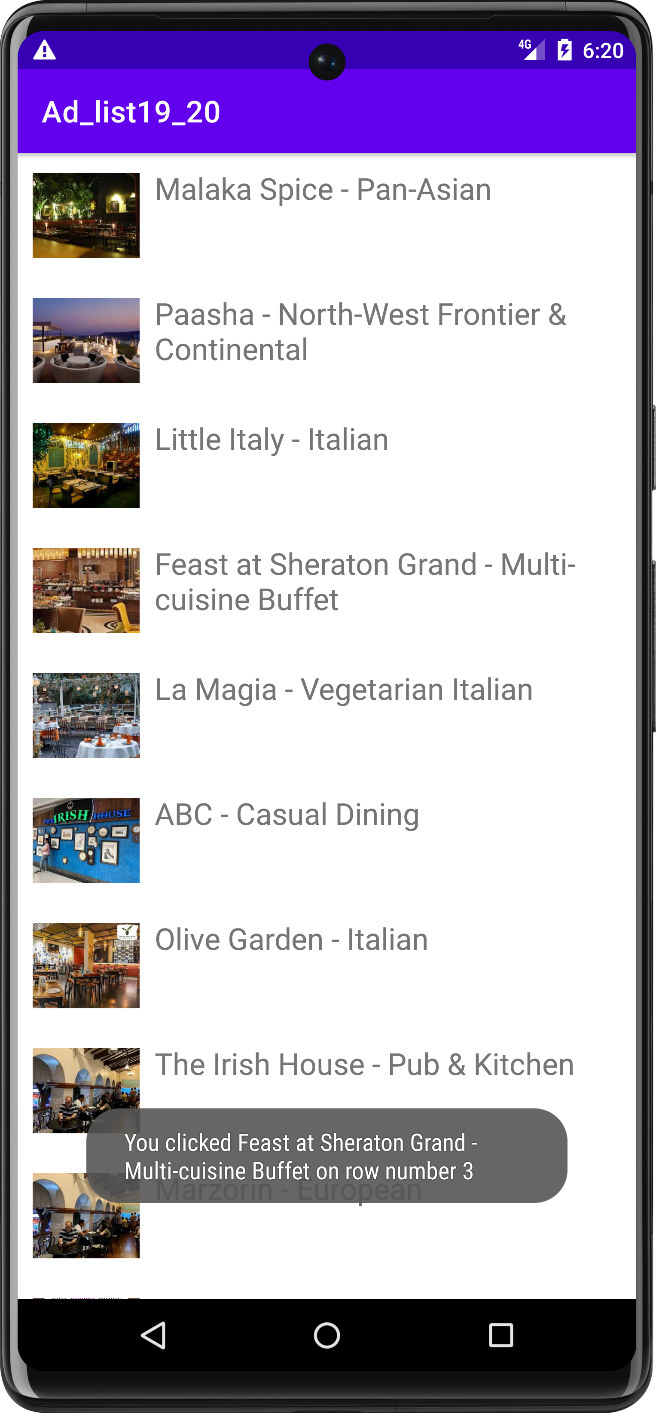 4G 6:20
Ad_list19_20
Malaka Spice - Pan-Asian
Paasha - North-West Frontier &
Continental
Little Italy - Italian
Feast at Sheraton Grand - Multi-
cuisine Buffet
La Magia - Vegetarian Italian
IRISH HOUSE
ABC - Casual Dining
Olive Garden - Italian
The Irish House - Pub & Kitchen
You clicked Feast at Sheraton Grand -
Multi-cuisine Buffet on row number 3
Marzorin - European